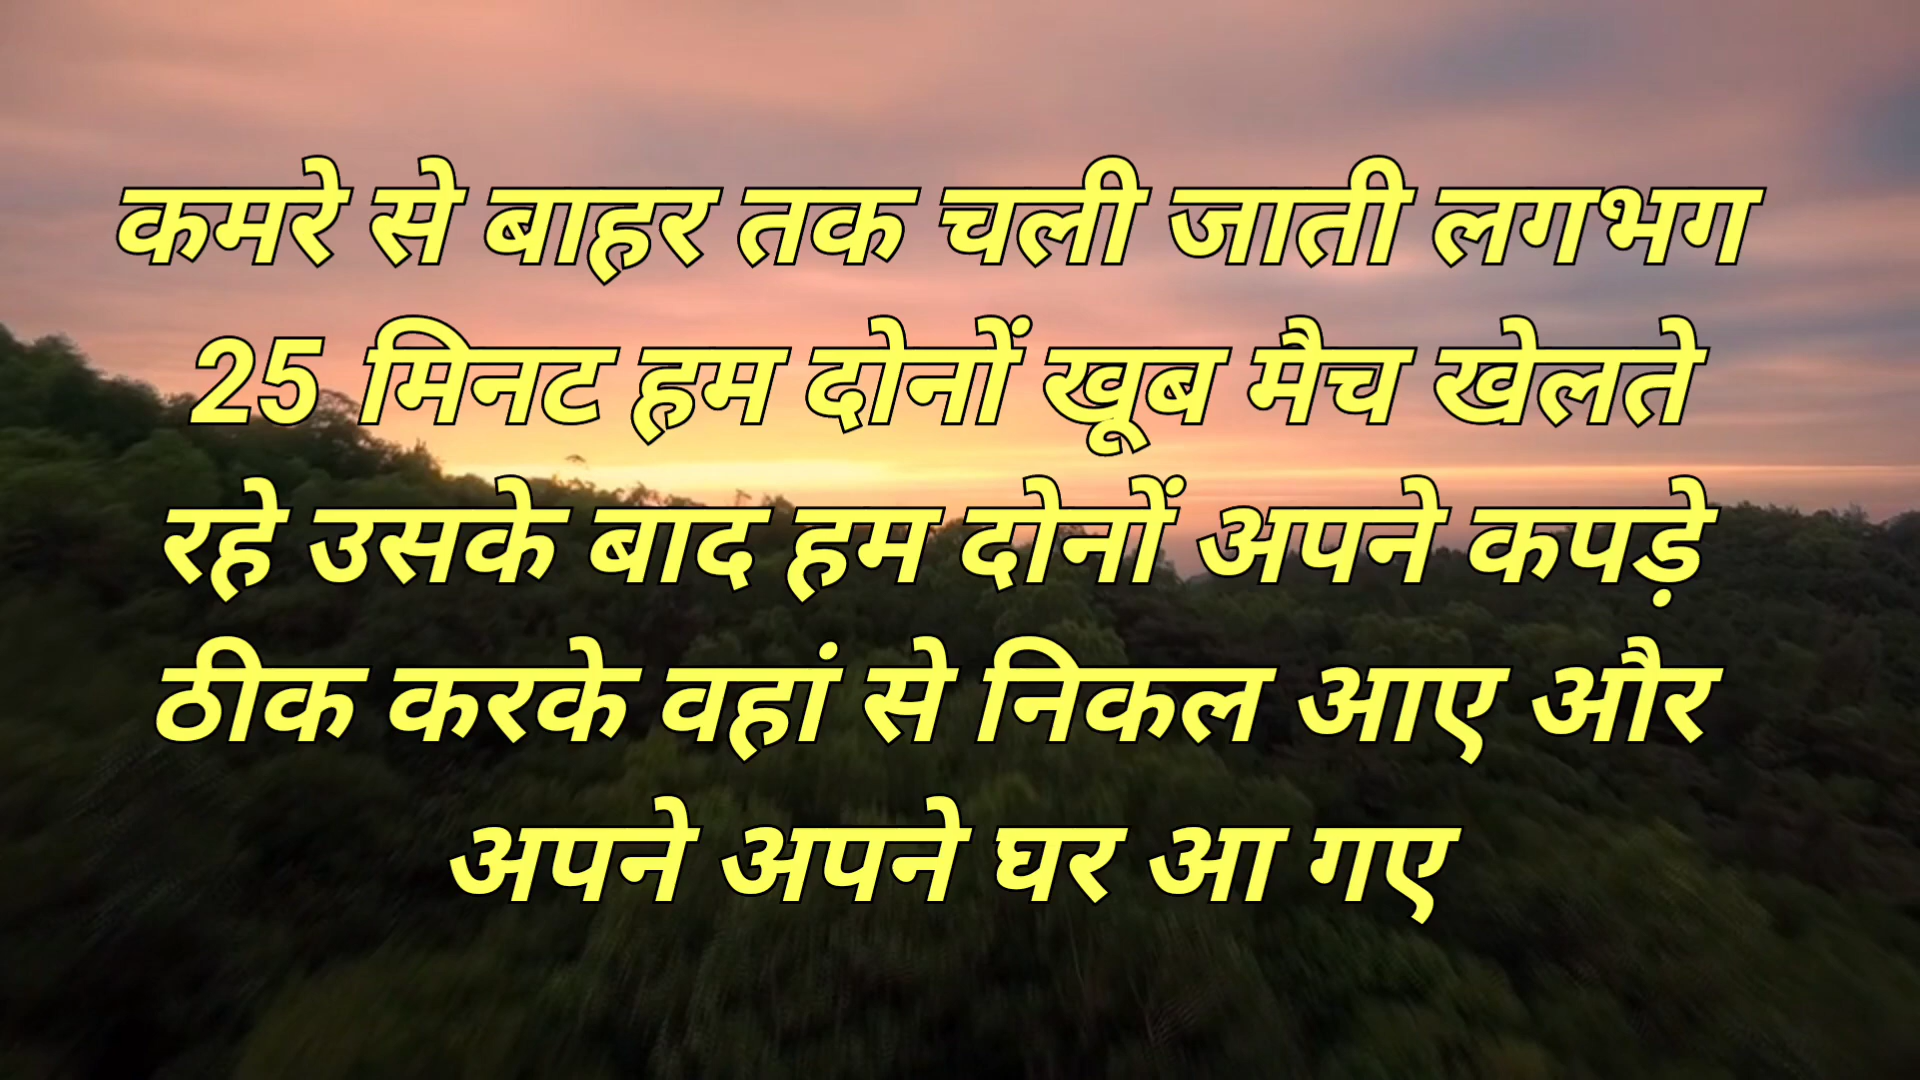 कमरे से बाहर तक चली जाती लगभग
25 मिनट हम दोनों खूब मैच खेलते
रहे उसके बाद हम दोनों अपने कपड़े
ठीक करके वहां से निकल आए और
अपने अपने घर आ गए